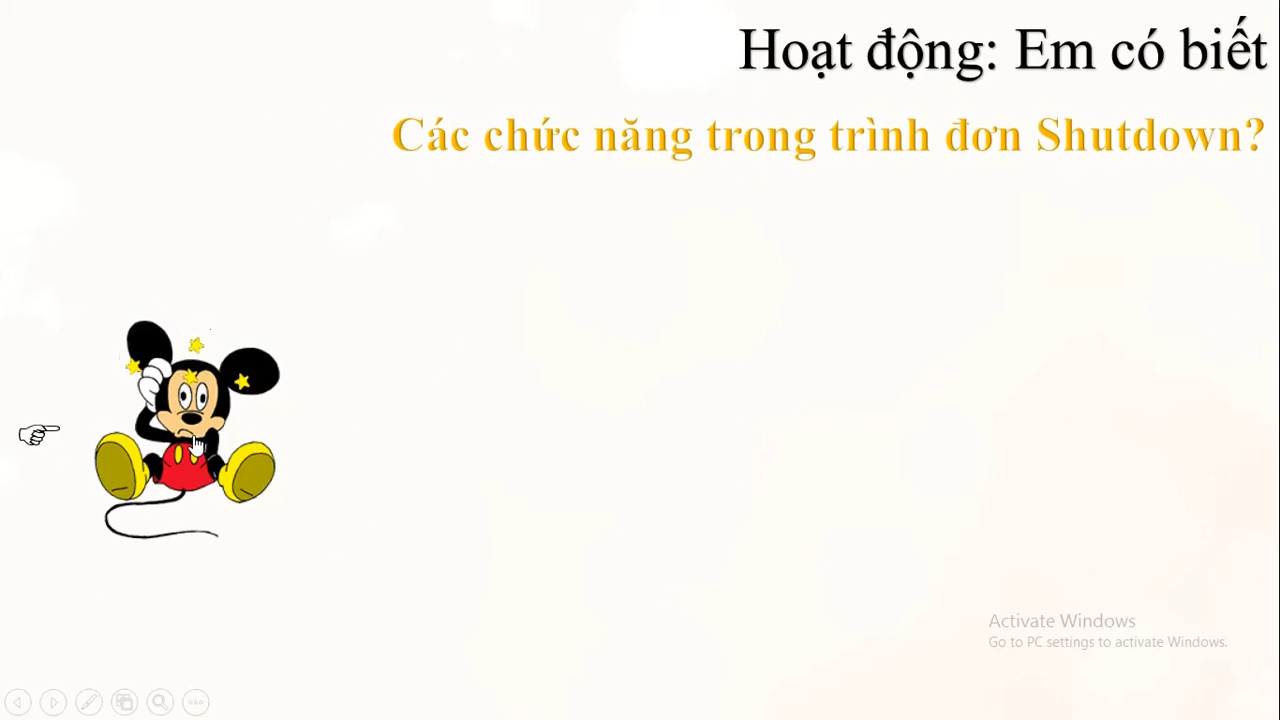 Hoạt động: Em có biết
Các chức năng trong trình đơn Shutdown?
Activate Windows
Go to PC settings to activate Windows.